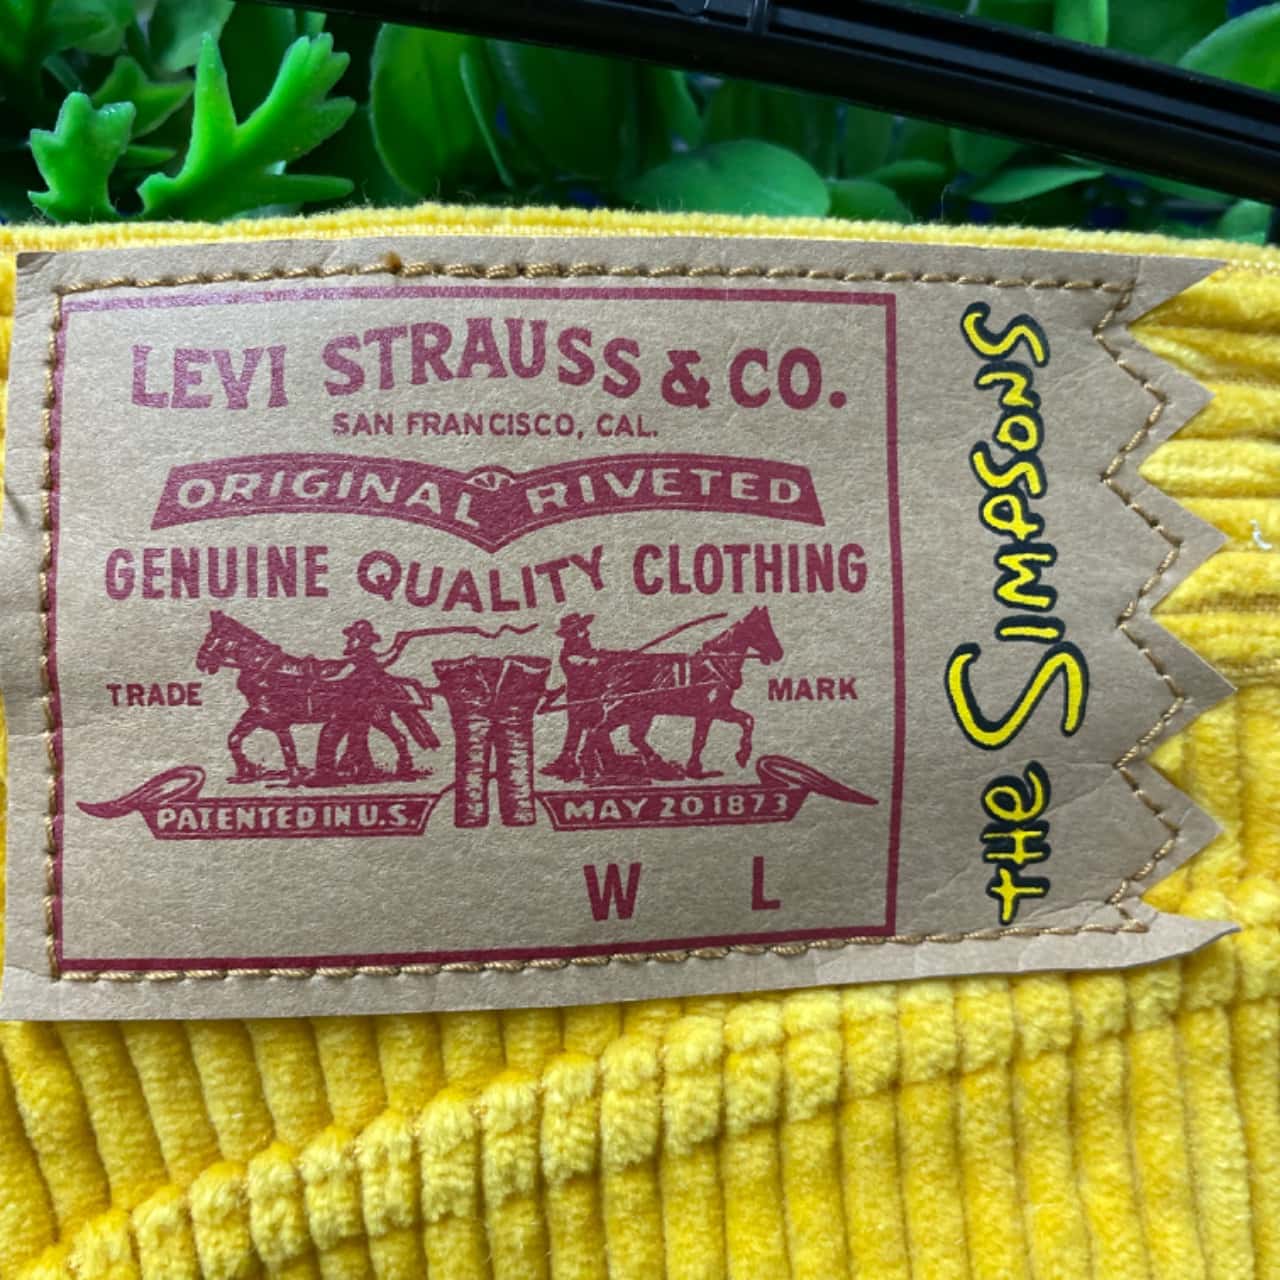 LEVI STRAUSS & CO.
SAN FRANCISCO, CAL.
ORIGINAL RIVETED
GENUINE QUALITY CLOTHING
TRADE MARK
PATENTED IN U.S. MAY 20 1873
W L
THE SIMPSONS